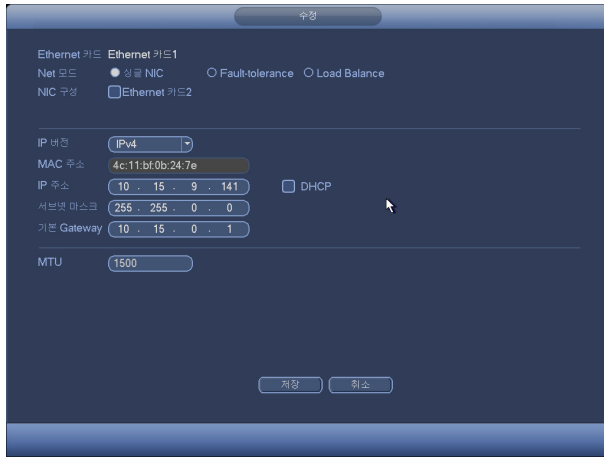 수정
Ethernet 카드 Ethernet 카드1
Net 모드 싱글 NIC Fault-tolerance Load Balance
NIC 구성 Ethernet 카드2
IP 버전 IPv4
MAC 주소 4c:11:bf:0b:24:7e
IP 주소 10 . 15 . 9 . 141 DHCP
서브넷 마스크 255 . 255 . 0 . 0
기본 Gateway 10 . 15 . 0 . 1
MTU 1500
저장 취소